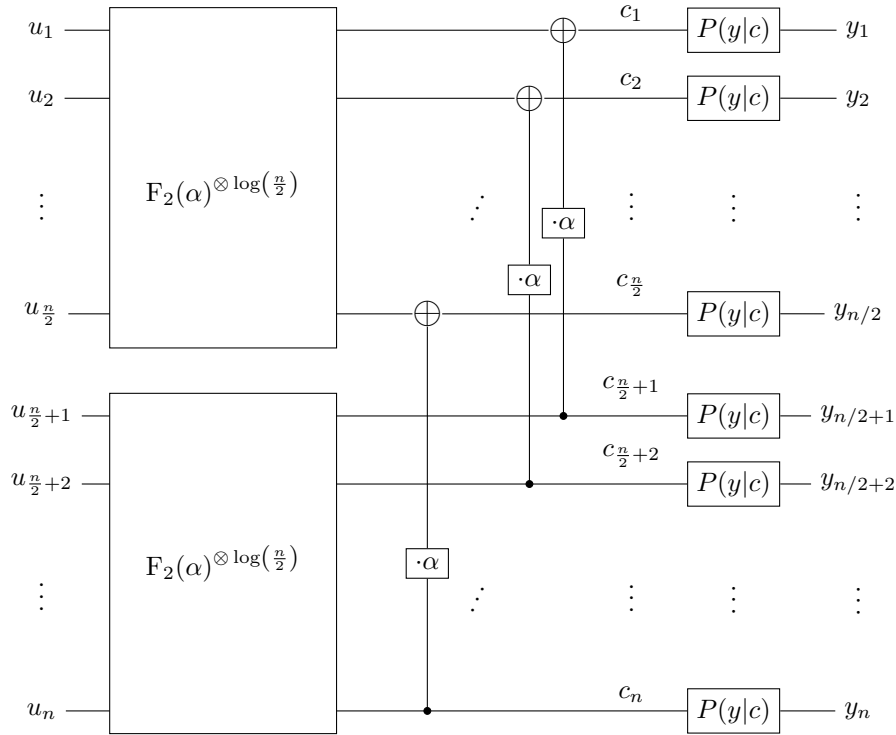 u_1 c_1 P(y|c) y_1
u_2 c_2 P(y|c) y_2
F_2(α)^{⊗ log(n/2)}
⋮ ⋰ ·α ⋮ ⋮ ⋮
·α
u_{n/2} c_{n/2} P(y|c) y_{n/2}
u_{n/2+1} c_{n/2+1} P(y|c) y_{n/2+1}
u_{n/2+2} c_{n/2+2} P(y|c) y_{n/2+2}
F_2(α)^{⊗ log(n/2)}
⋮ ·α ⋰ ⋮ ⋮ ⋮
u_n c_n P(y|c) y_n